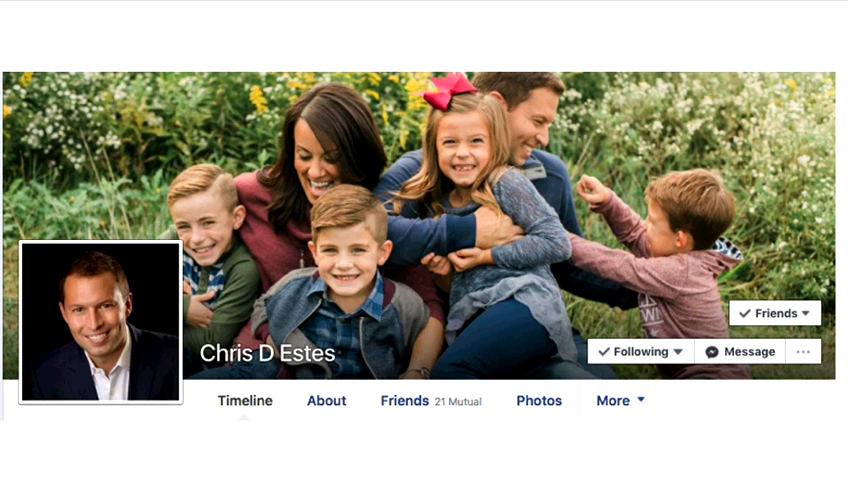 Friends
Chris D Estes
Following
Message
Timeline
About
Friends 21 Mutual
Photos
More